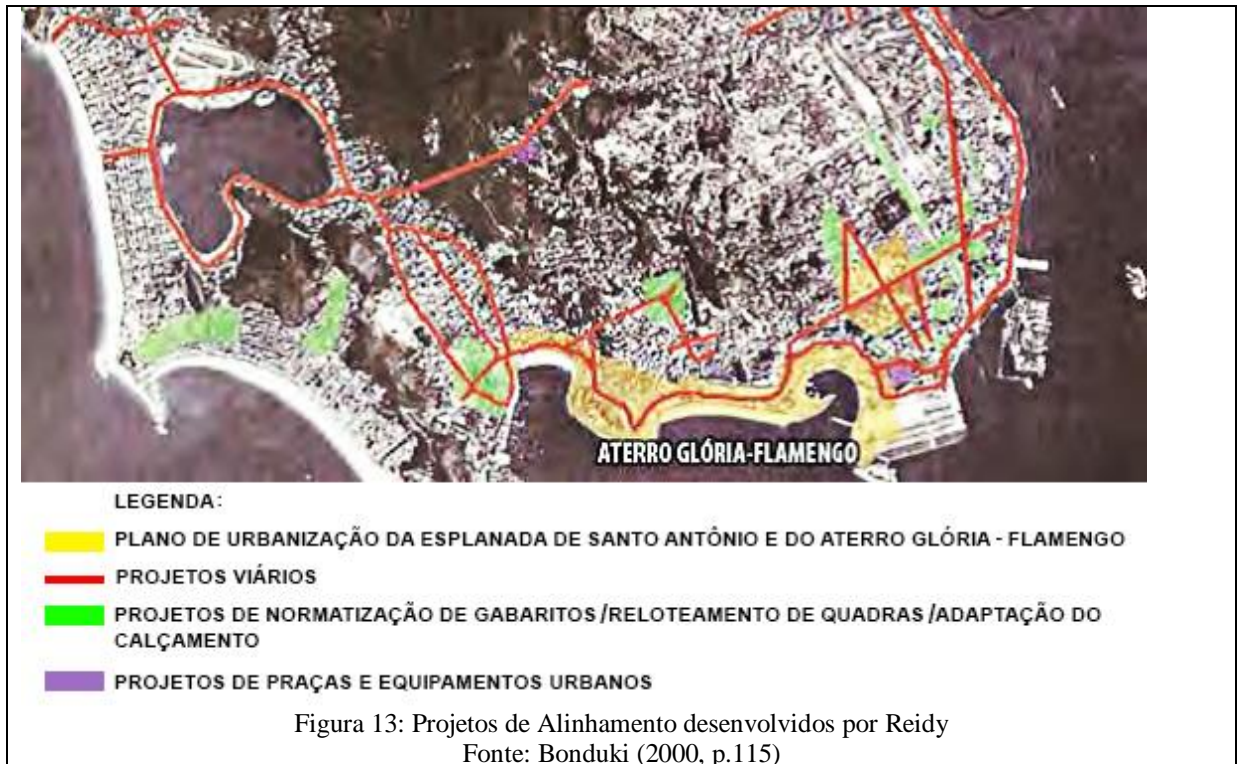 ATERRO GLÓRIA-FLAMENGO
LEGENDA:
PLANO DE URBANIZAÇÃO DA ESPLANADA DE SANTO ANTÔNIO E DO ATERRO GLÓRIA - FLAMENGO
PROJETOS VIÁRIOS
PROJETOS DE NORMATIZAÇÃO DE GABARITOS/RELOTEAMENTO DE QUADRAS/ADAPTAÇÃO DO
CALÇAMENTO
PROJETOS DE PRAÇAS E EQUIPAMENTOS URBANOS
Figura 13: Projetos de Alinhamento desenvolvidos por Reidy
Fonte: Bonduki (2000, p.115)